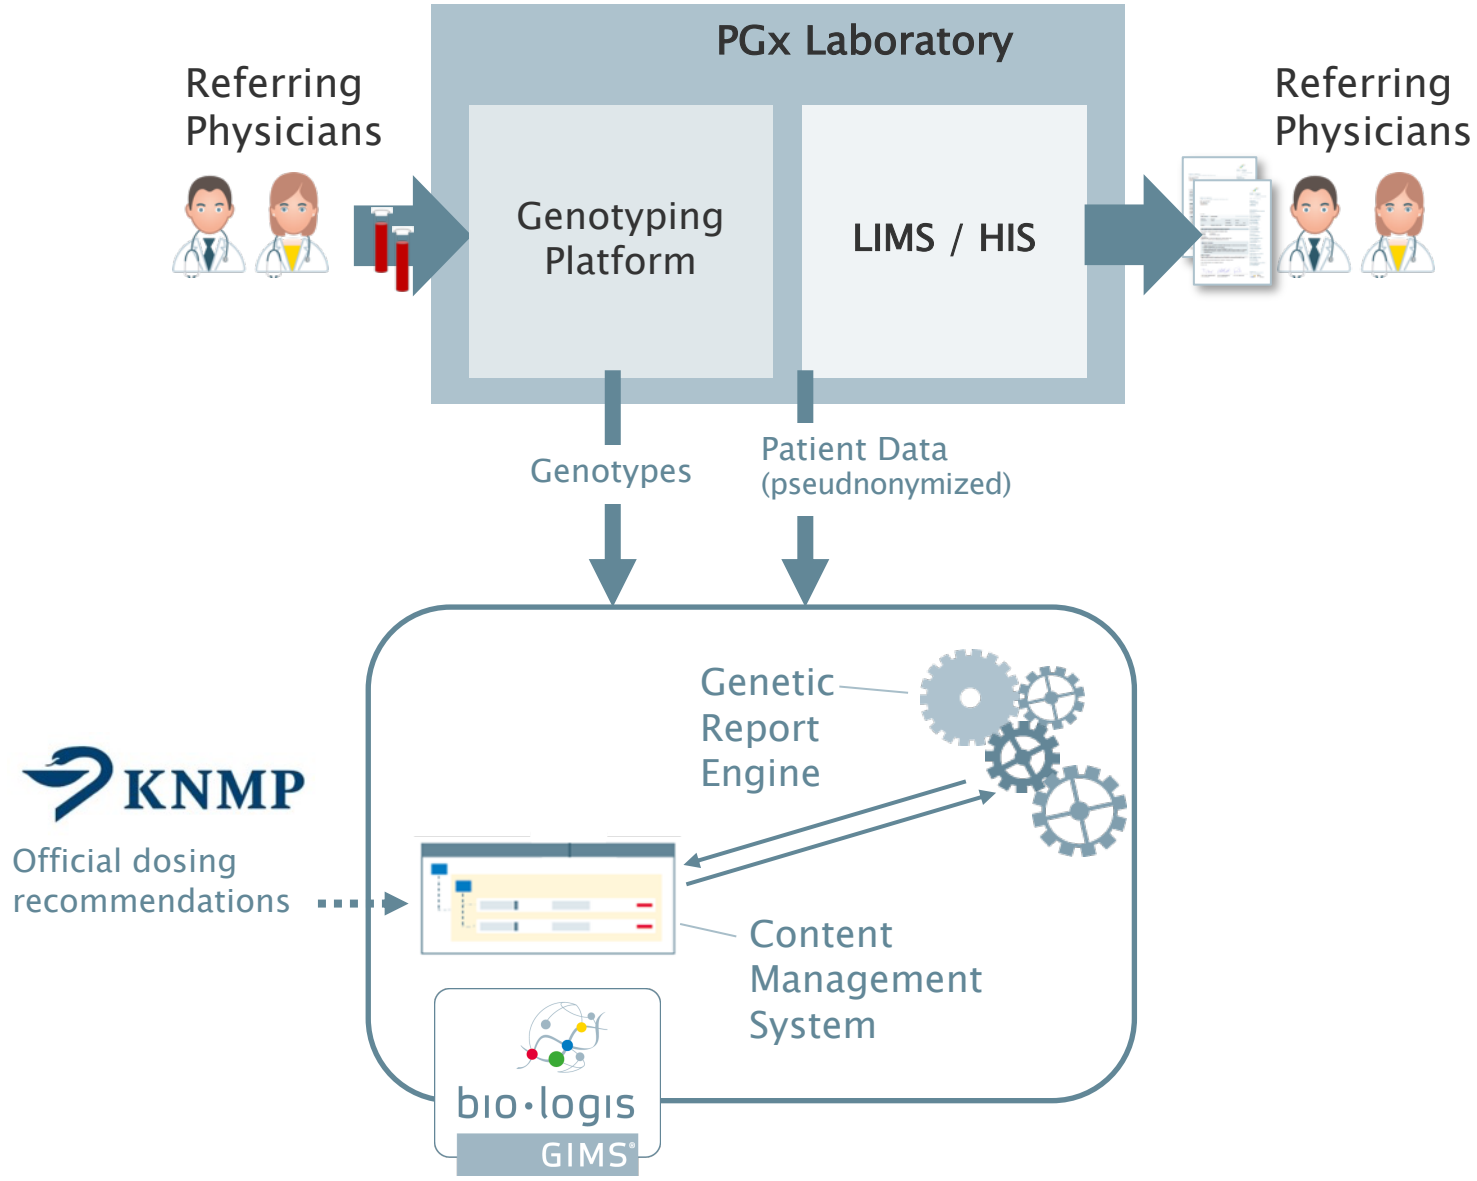 PGx Laboratory
Referring
Physicians
Genotyping
Platform
LIMS / HIS
Referring
Physicians
Genotypes
Patient Data
(pseudnonymized)
Genetic
Report
Engine
KNMP
Official dosing
recommendations
Content
Management
System
bio·logis
GIMS®